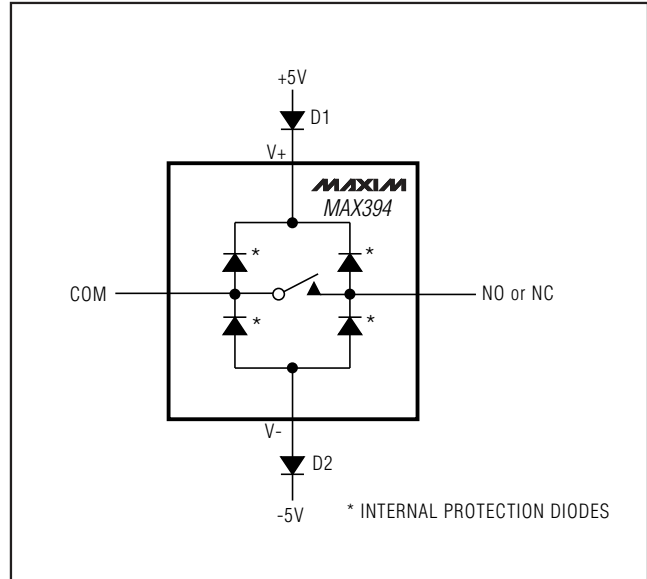 +5V
D1
V+
MAXIM
MAX394
*
*
COM
NO or NC
*
*
V-
D2
-5V
* INTERNAL PROTECTION DIODES